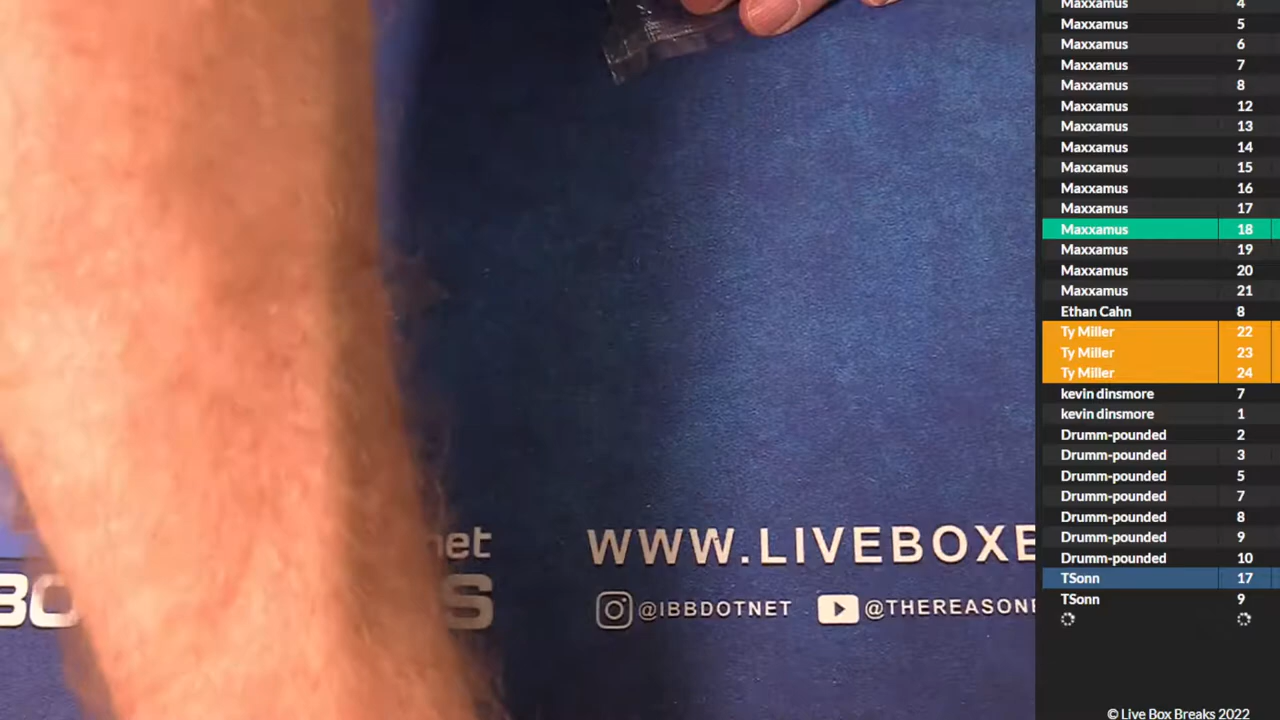 Maxxamus 4
Maxxamus 5
Maxxamus 6
Maxxamus 7
Maxxamus 8
Maxxamus 12
Maxxamus 13
Maxxamus 14
Maxxamus 15
Maxxamus 16
Maxxamus 17
Maxxamus 18
Maxxamus 19
Maxxamus 20
Maxxamus 21
Ethan Cahn 8
Ty Miller 22
Ty Miller 23
Ty Miller 24
kevin dinsmore 7
kevin dinsmore 1
Drumm-pounded 2
Drumm-pounded 3
Drumm-pounded 5
Drumm-pounded 7
Drumm-pounded 8
Drumm-pounded 9
Drumm-pounded 10
TSonn 17
TSonn 9
© Live Box Breaks 2022
et
BO S
WWW.LIVEBOXB
@IBBDOTNET @THEREASON